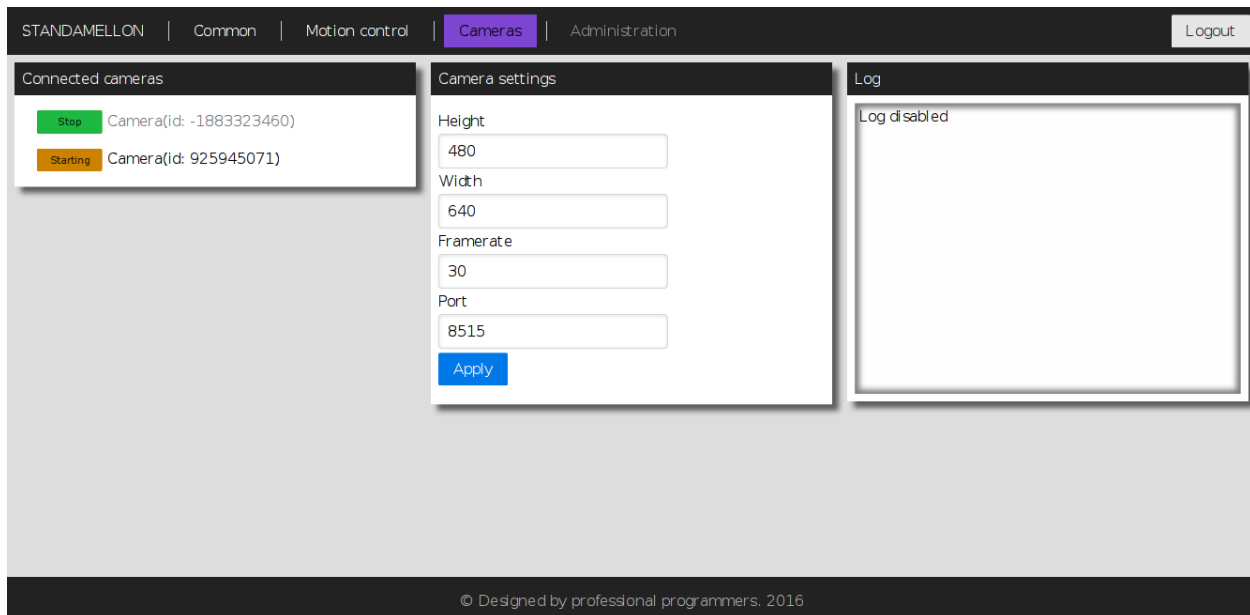 STANDAMELLON Common Motion control Cameras Administration Logout
Connected cameras
Stop Camera(id: -1883323460)
Starting Camera(id: 925945071)
Camera settings
Height
480
Width
640
Framerate
30
Port
8515
Apply
Log
Log disabled
© Designed by professional programmers. 2016